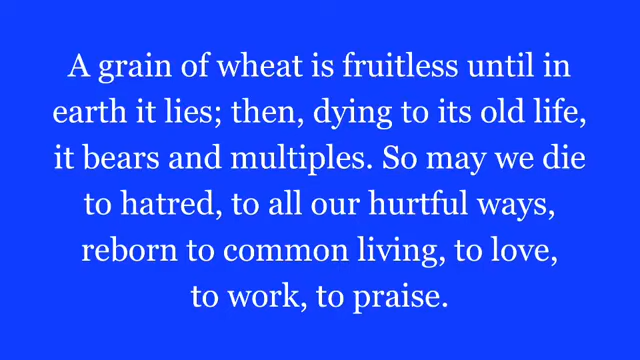 A grain of wheat is fruitless until in
earth it lies; then, dying to its old life,
it bears and multiples. So may we die
to hatred, to all our hurtful ways,
reborn to common living, to love,
to work, to praise.